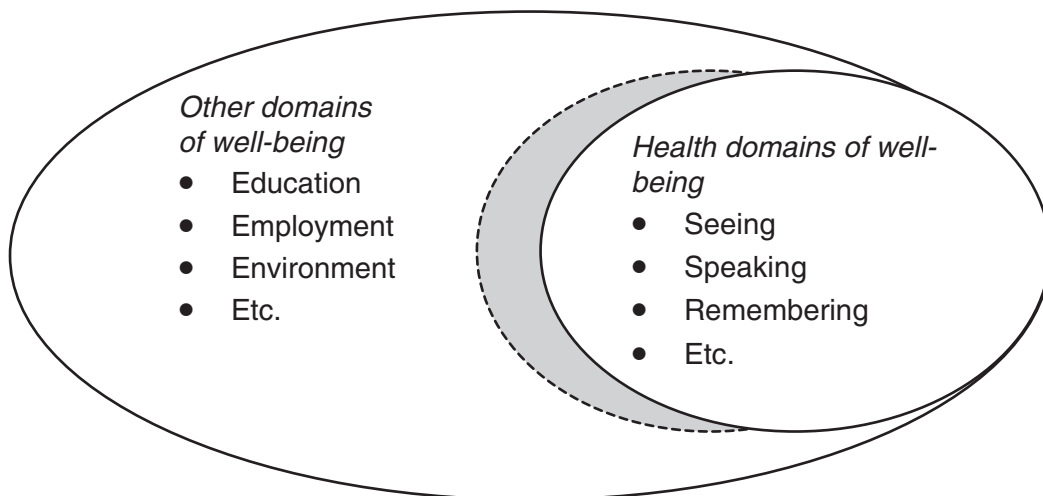 Other domains
of well-being
● Education
● Employment
● Environment
● Etc.
Health domains of well-
being
● Seeing
● Speaking
● Remembering
● Etc.